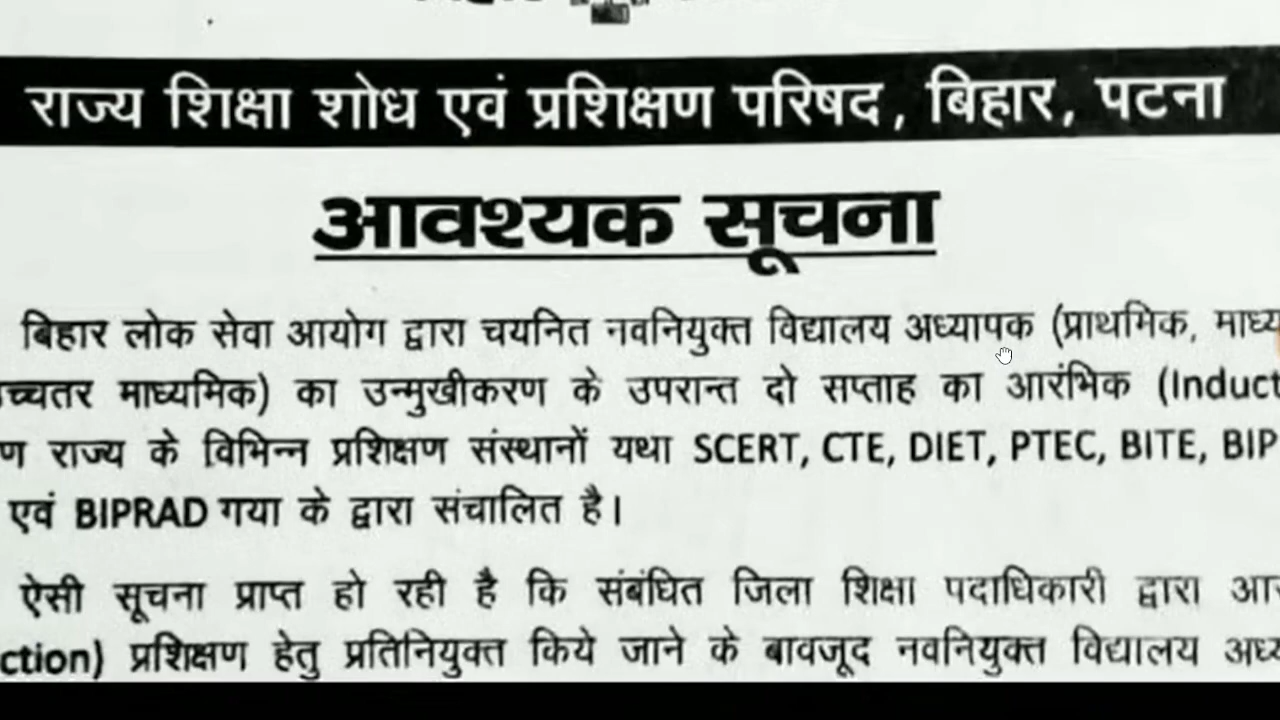 राज्य शिक्षा शोध एवं प्रशिक्षण परिषद, बिहार, पटना
आवश्यक सूचना
बिहार लोक सेवा आयोग द्वारा चयनित नवनियुक्त विद्यालय अध्यापक (प्राथमिक, माध्य
च्चतर माध्यमिक) का उन्मुखीकरण के उपरान्त दो सप्ताह का आरंभिक (Induct
ण राज्य के विभिन्न प्रशिक्षण संस्थानों यथा SCERT, CTE, DIET, PTEC, BITE, BIP
एवं BIPRAD गया के द्वारा संचालित है।
ऐसी सूचना प्राप्त हो रही है कि संबंधित जिला शिक्षा पदाधिकारी द्वारा आर
ction) प्रशिक्षण हेतु प्रतिनियुक्त किये जाने के बावजूद नवनियुक्त विद्यालय अध्य